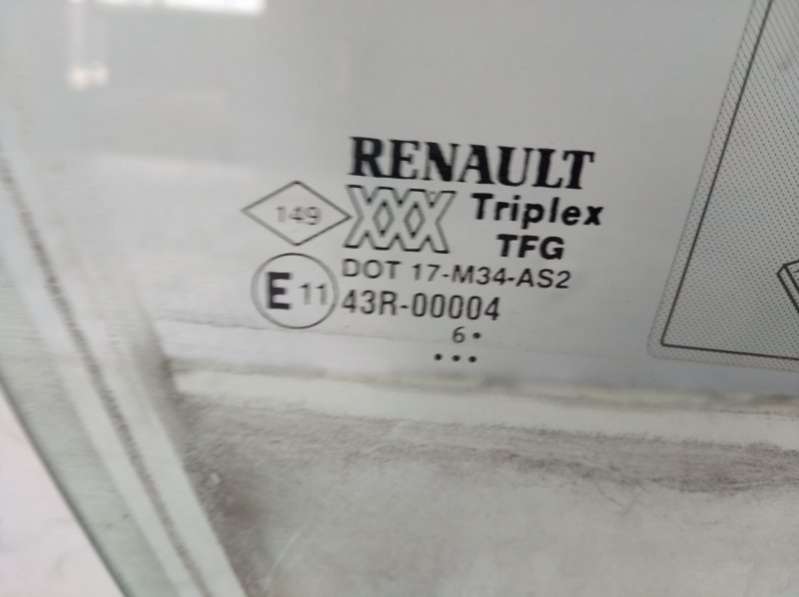 RENAULT
149 XXX Triplex
TFG
DOT 17-M34-AS2
E 11 43R-00004
6•
•••